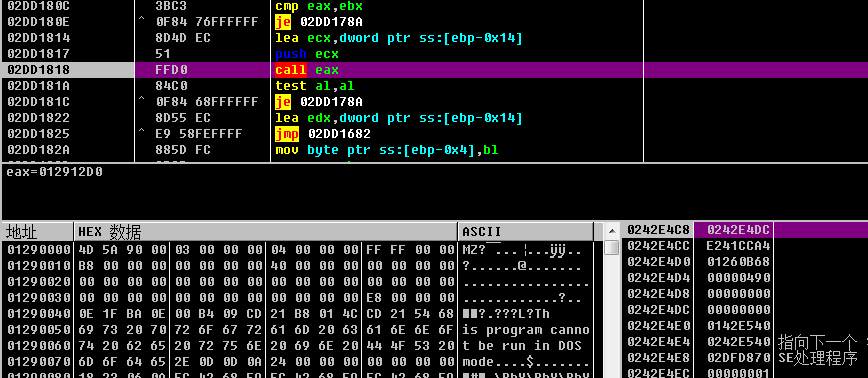 02DD180C 3BC3 cmp eax,ebx
02DD180E ^ 0F84 76FFFFFF je 02DD178A
02DD1814 8D4D EC lea ecx,dword ptr ss:[ebp-0x14]
02DD1817 51 push ecx
02DD1818 FFD0 call eax
02DD181A 84C0 test al,al
02DD181C ^ 0F84 68FFFFFF je 02DD178A
02DD1822 8D55 EC lea edx,dword ptr ss:[ebp-0x14]
02DD1825 ^ E9 58FEFFFF jmp 02DD1682
02DD182A 885D FC mov byte ptr ss:[ebp-0x4],bl
eax=012912D0
地址 HEX 数据 ASCII
01290000 4D 5A 90 00 03 00 00 00 04 00 00 00 FF FF 00 00
01290010 B8 00 00 00 00 00 00 00 40 00 00 00 00 00 00 00 ?.......@.......
01290020 00 00 00 00 00 00 00 00 00 00 00 00 00 00 00 00 ................
01290030 00 00 00 00 00 00 00 00 00 00 00 00 E8 00 00 00 ............?...
01290040 0E 1F BA 0E 00 B4 09 CD 21 B8 01 4C CD 21 54 68
01290050 69 73 20 70 72 6F 67 72 61 6D 20 63 61 6E 6E 6F is program canno
01290060 74 20 62 65 20 72 75 6E 20 69 6E 20 44 4F 53 20 t be run in DOS
01290070 6D 6F 64 65 2E 0D 0D 0A 24 00 00 00 00 00 00 00 mode....$.......
0242E4C8 0242E4DC
0242E4CC E241CCA4
0242E4D0 01260B68
0242E4D4 00000490
0242E4D8 00000000
0242E4DC 00000000
0242E4E0 0142E540
0242E4E4 0242E540 指向下一个
0242E4E8 02DFD870 SE处理程序
0242E4EC 00000001